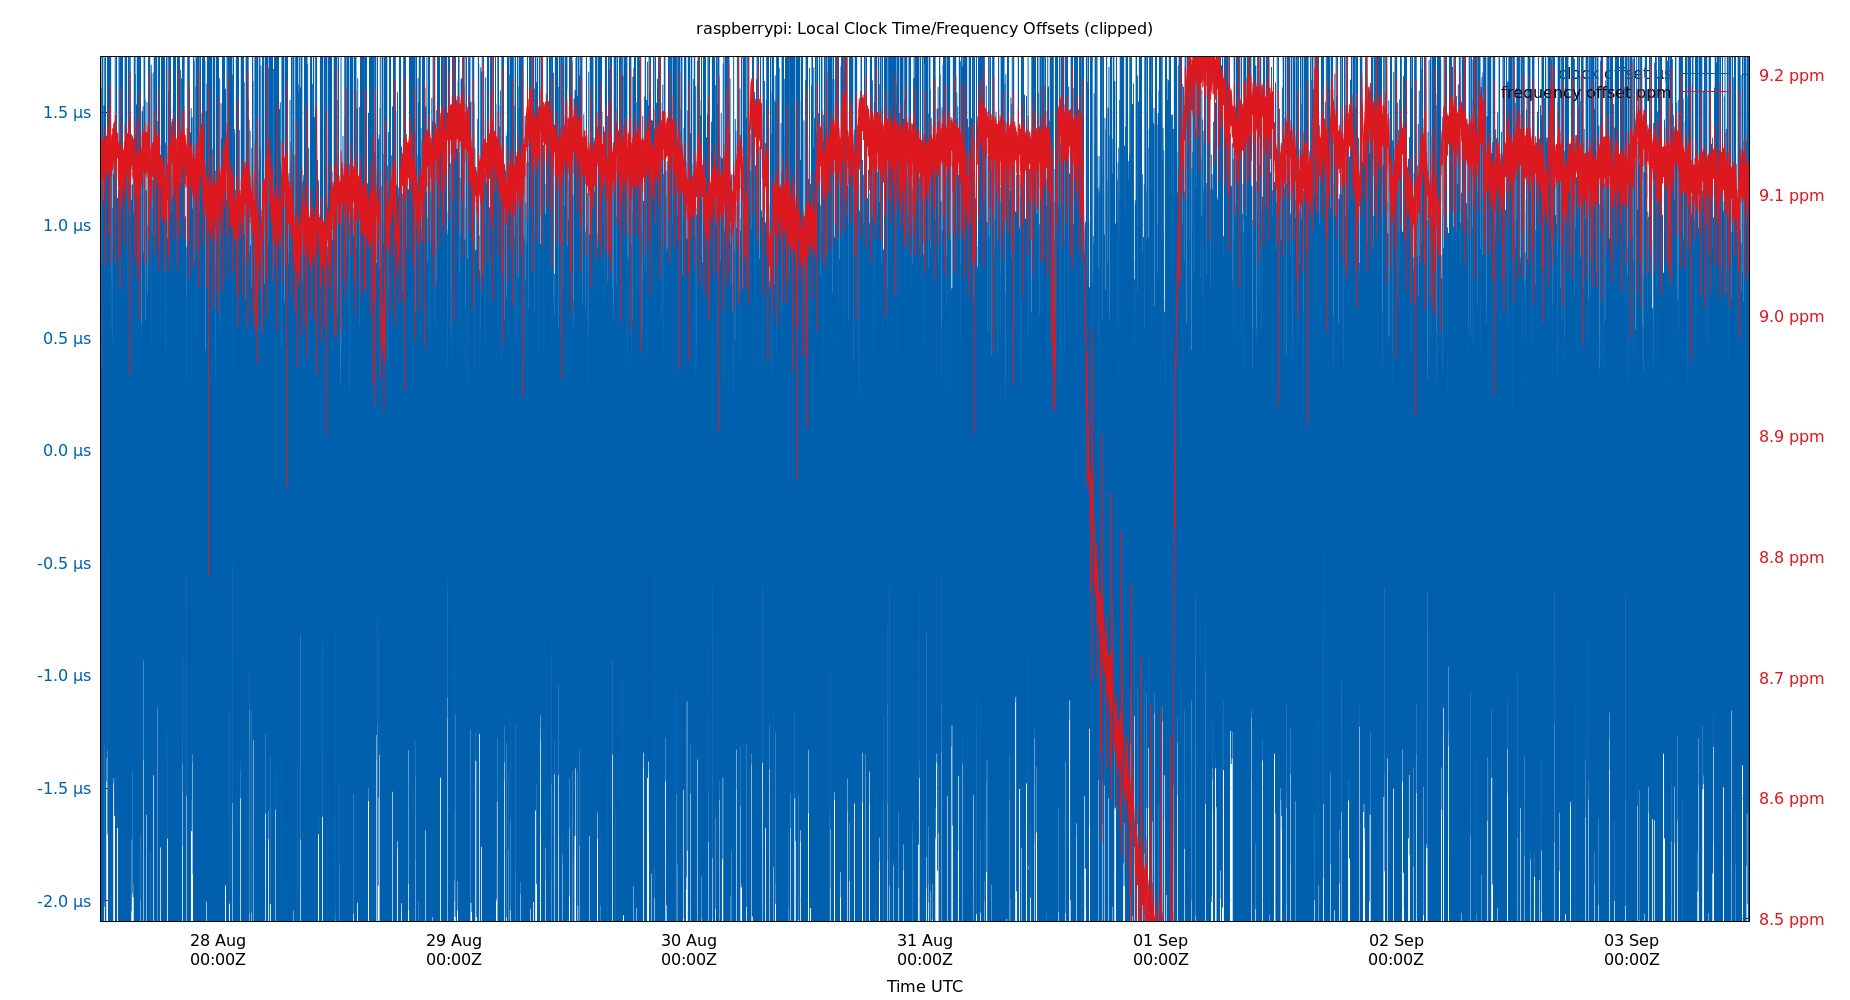 raspberrypi: Local Clock Time/Frequency Offsets (clipped)
clock offset µs
frequency offset ppm
1.5 µs
1.0 µs
0.5 µs
0.0 µs
-0.5 µs
-1.0 µs
-1.5 µs
-2.0 µs
9.2 ppm
9.1 ppm
9.0 ppm
8.9 ppm
8.8 ppm
8.7 ppm
8.6 ppm
8.5 ppm
28 Aug
00:00Z
29 Aug
00:00Z
30 Aug
00:00Z
31 Aug
00:00Z
01 Sep
00:00Z
02 Sep
00:00Z
03 Sep
00:00Z
Time UTC